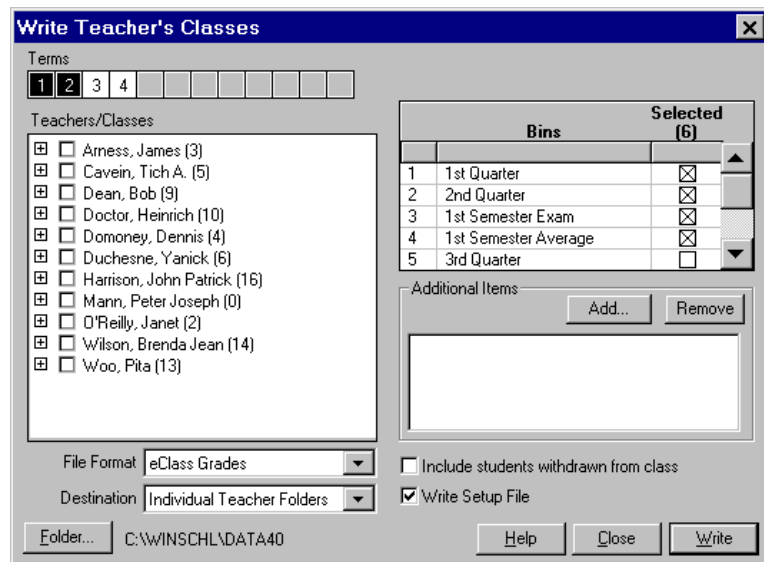 Write Teacher's Classes
Terms
1 2 3 4
Teachers/Classes
Arness, James (3)
Cavein, Tich A. (5)
Dean, Bob (9)
Doctor, Heinrich (10)
Domoney, Dennis (4)
Duchesne, Yanick (6)
Harrison, John Patrick (16)
Mann, Peter Joseph (0)
O'Reilly, Janet (2)
Wilson, Brenda Jean (14)
Woo, Pita (13)
Bins Selected (6)
1 1st Quarter
2 2nd Quarter
3 1st Semester Exam
4 1st Semester Average
5 3rd Quarter
Additional Items
Add... Remove
File Format eClass Grades
Destination Individual Teacher Folders
Include students withdrawn from class
Write Setup File
Folder... C:\WINSCHL\DATA40
Help Close Write